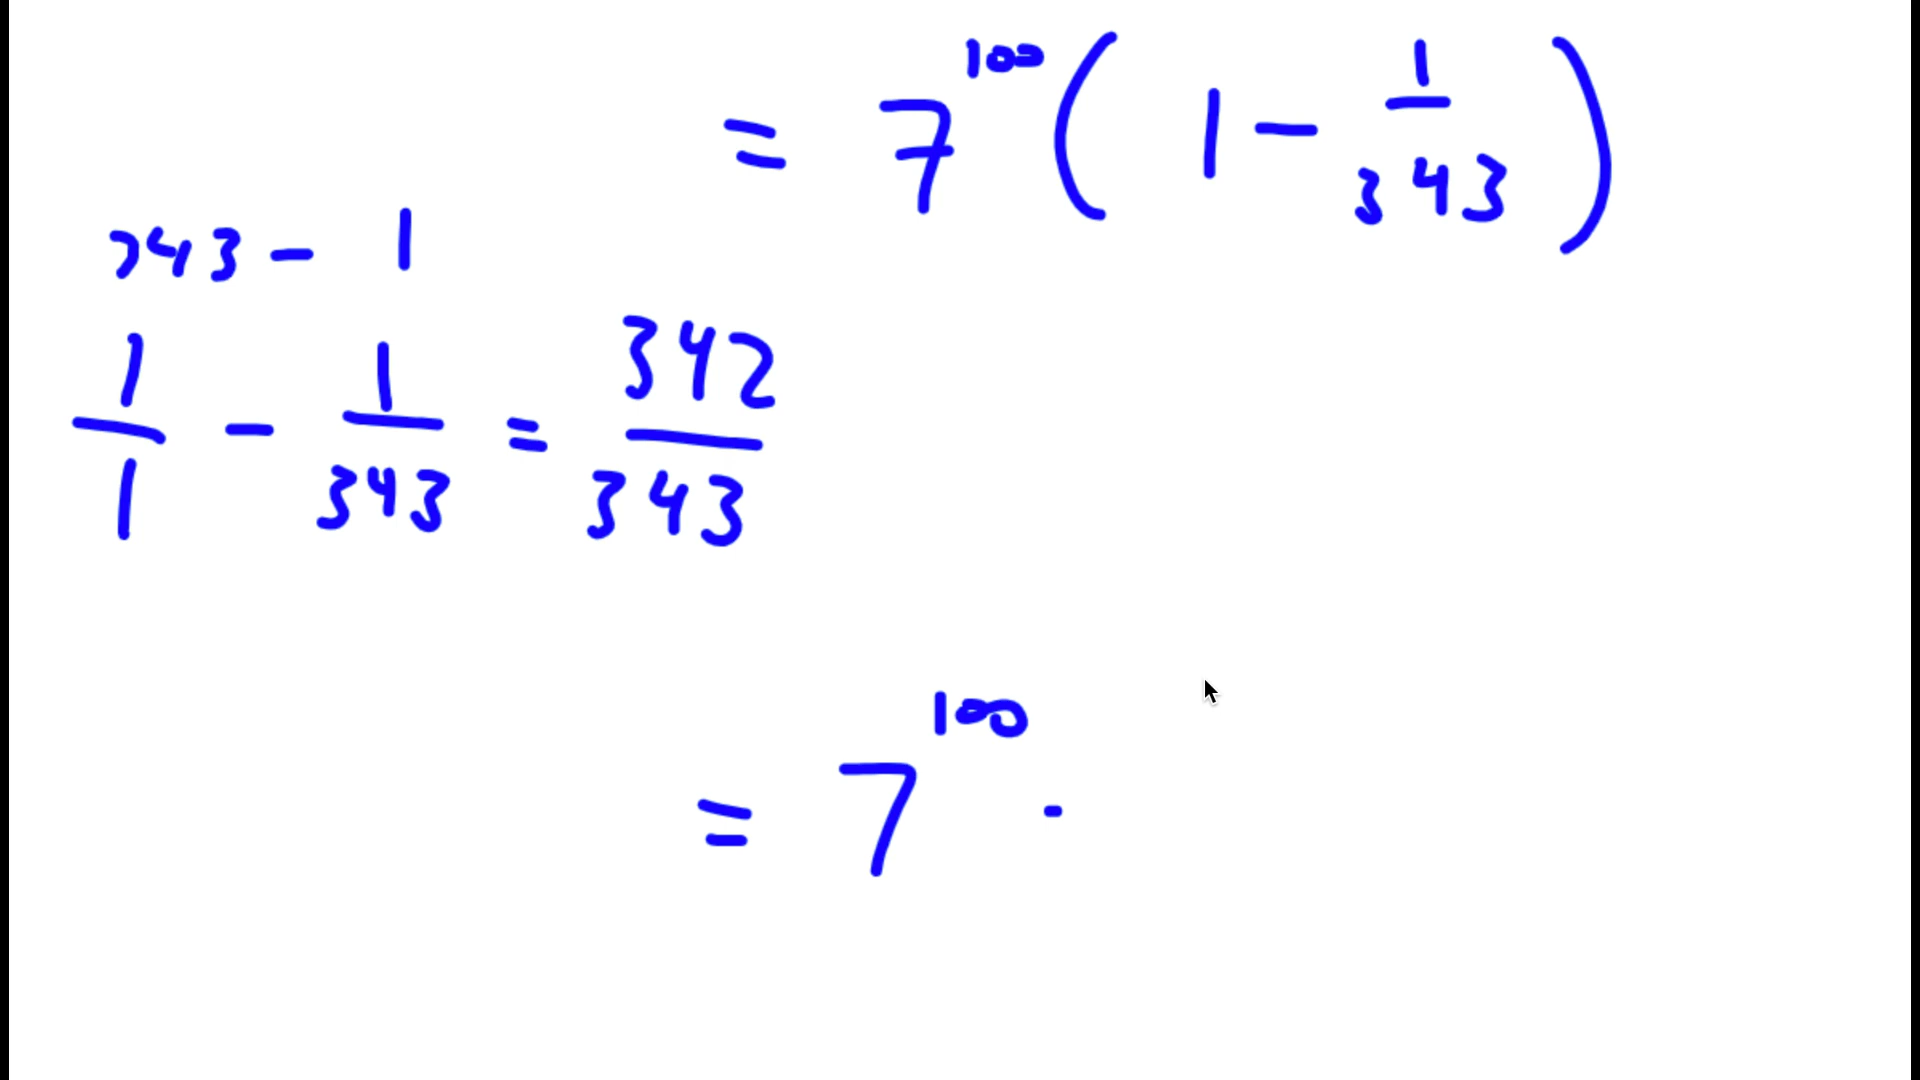 = 7^100 ( 1 - 1/343 )
343 - 1
1/1 - 1/343 = 342/343
= 7^100 ·